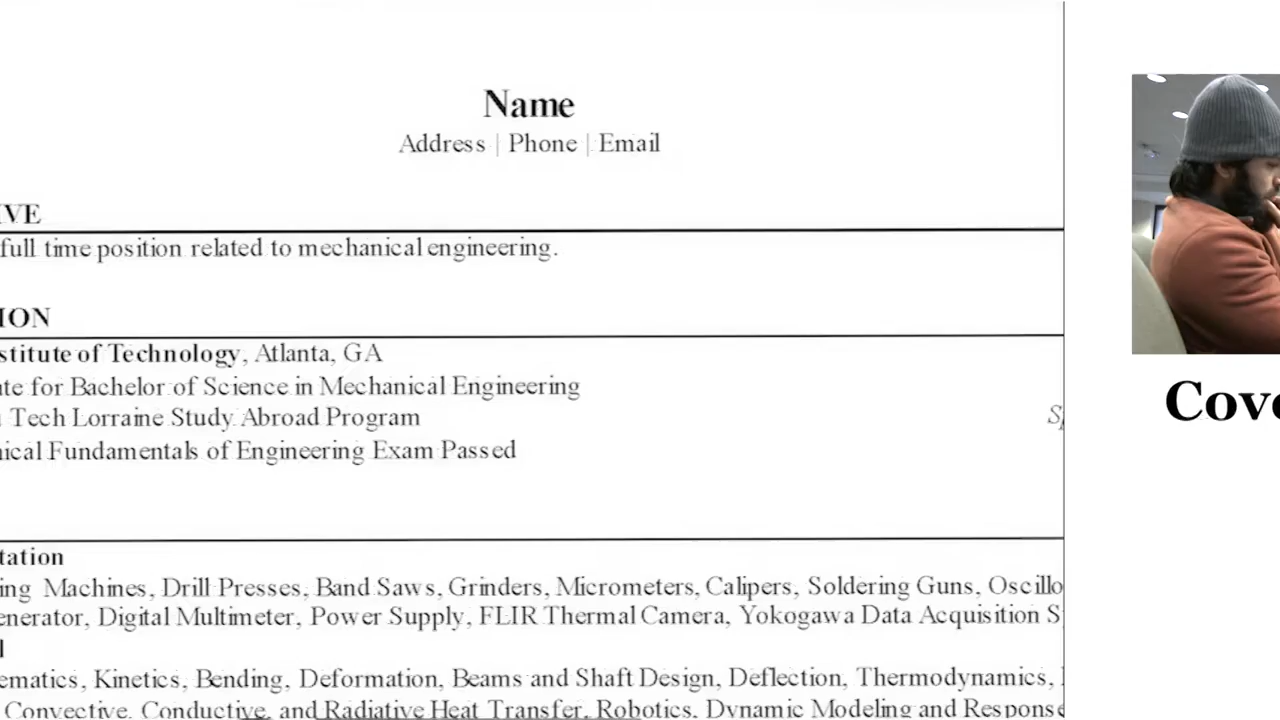 Name
Address | Phone | Email
IVE
full time position related to mechanical engineering.
ION
stitute of Technology, Atlanta, GA
te for Bachelor of Science in Mechanical Engineering
Tech Lorraine Study Abroad Program
ical Fundamentals of Engineering Exam Passed
tation
ing Machines, Drill Presses, Band Saws, Grinders, Micrometers, Calipers, Soldering Guns, Oscillo
enerator, Digital Multimeter, Power Supply, FLIR Thermal Camera, Yokogawa Data Acquisition S
l
ematics, Kinetics, Bending, Deformation, Beams and Shaft Design, Deflection, Thermodynamics,
Convective, Conductive, and Radiative Heat Transfer, Robotics, Dynamic Modeling and Response
Cove